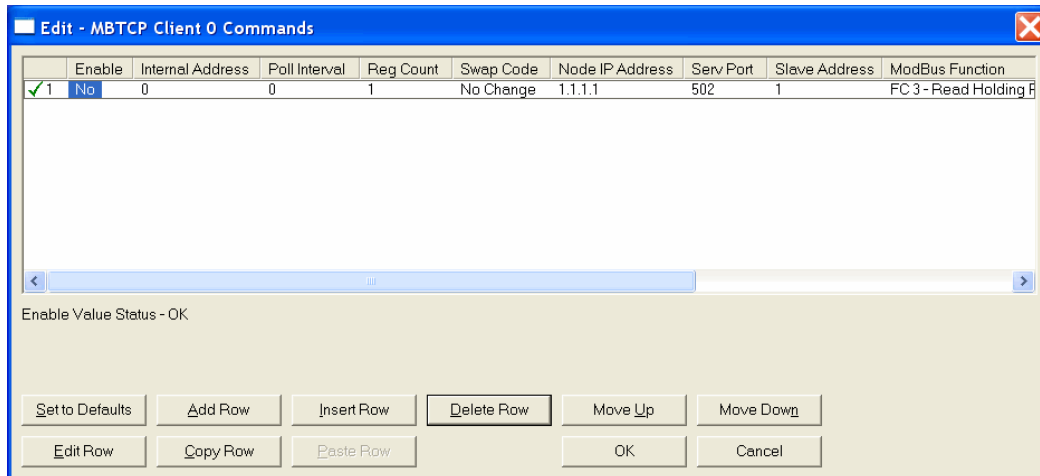 Edit - MBTCP Client 0 Commands
Enable Internal Address Poll Interval Reg Count Swap Code Node IP Address Serv Port Slave Address ModBus Function
1 No 0 0 1 No Change 1.1.1.1 502 1 FC 3 - Read Holding
Enable Value Status - OK
Set to Defaults Add Row Insert Row Delete Row Move Up Move Down
Edit Row Copy Row Paste Row OK Cancel